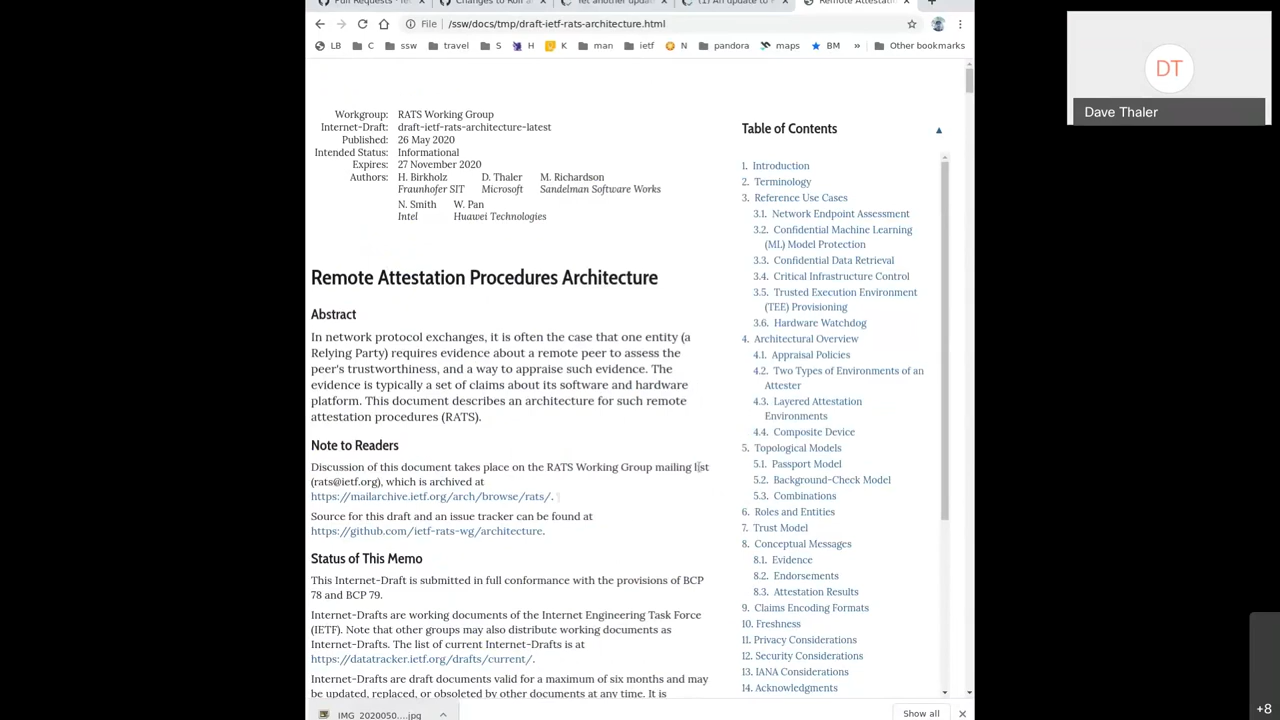 Pull Requests · ie
Changes to Roll a
Yet another upda
(1) An update to R
Remote Attestation
File | /ssw/docs/tmp/draft-ietf-rats-architecture.html
LB C ssw travel S H K man ietf N pandora maps BM » Other bookmarks
Workgroup: RATS Working Group
Internet-Draft: draft-ietf-rats-architecture-latest
Published: 26 May 2020
Intended Status: Informational
Expires: 27 November 2020
Authors: H. Birkholz D. Thaler M. Richardson
Fraunhofer SIT Microsoft Sandelman Software Works
N. Smith W. Pan
Intel Huawei Technologies
Remote Attestation Procedures Architecture
Abstract
In network protocol exchanges, it is often the case that one entity (a
Relying Party) requires evidence about a remote peer to assess the
peer's trustworthiness, and a way to appraise such evidence. The
evidence is typically a set of claims about its software and hardware
platform. This document describes an architecture for such remote
attestation procedures (RATS).
Note to Readers
Discussion of this document takes place on the RATS Working Group mailing list
(rats@ietf.org), which is archived at
https://mailarchive.ietf.org/arch/browse/rats/. ¶
Source for this draft and an issue tracker can be found at
https://github.com/ietf-rats-wg/architecture.
Status of This Memo
This Internet-Draft is submitted in full conformance with the provisions of BCP
78 and BCP 79.
Internet-Drafts are working documents of the Internet Engineering Task Force
(IETF). Note that other groups may also distribute working documents as
Internet-Drafts. The list of current Internet-Drafts is at
https://datatracker.ietf.org/drafts/current/.
Internet-Drafts are draft documents valid for a maximum of six months and may
be updated, replaced, or obsoleted by other documents at any time. It is
Table of Contents ▲
1. Introduction
2. Terminology
3. Reference Use Cases
3.1. Network Endpoint Assessment
3.2. Confidential Machine Learning
(ML) Model Protection
3.3. Confidential Data Retrieval
3.4. Critical Infrastructure Control
3.5. Trusted Execution Environment
(TEE) Provisioning
3.6. Hardware Watchdog
4. Architectural Overview
4.1. Appraisal Policies
4.2. Two Types of Environments of an
Attester
4.3. Layered Attestation
Environments
4.4. Composite Device
5. Topological Models
5.1. Passport Model
5.2. Background-Check Model
5.3. Combinations
6. Roles and Entities
7. Trust Model
8. Conceptual Messages
8.1. Evidence
8.2. Endorsements
8.3. Attestation Results
9. Claims Encoding Formats
10. Freshness
11. Privacy Considerations
12. Security Considerations
13. IANA Considerations
14. Acknowledgments
IMG_2020050....jpg
Show all
DT
Dave Thaler
+8